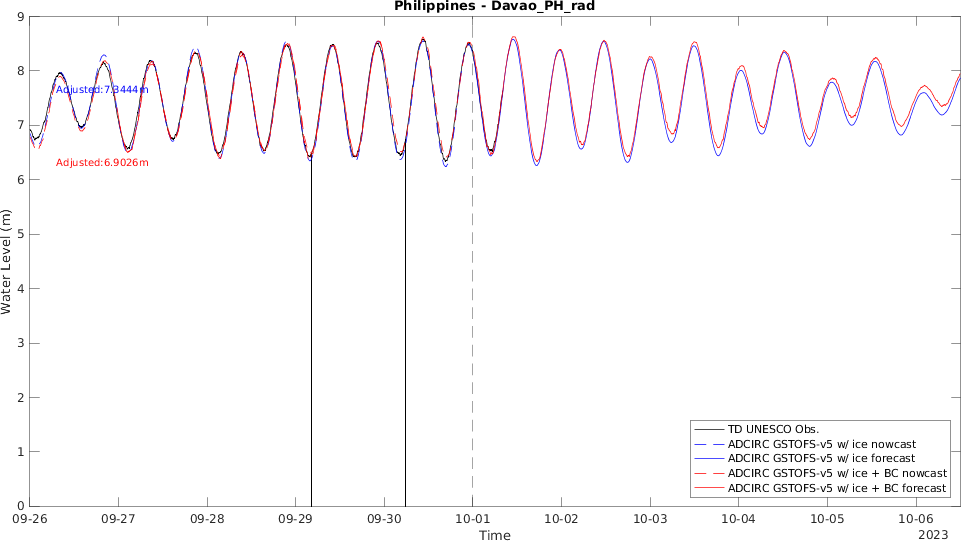 Philippines - Davao_PH_rad
9
8
7
6
5
4
3
2
1
0
Water Level (m)
Adjusted:7.3444m
Adjusted:6.9026m
TD UNESCO Obs.
ADCIRC GSTOFS-v5 w/ ice nowcast
ADCIRC GSTOFS-v5 w/ ice forecast
ADCIRC GSTOFS-v5 w/ ice + BC nowcast
ADCIRC GSTOFS-v5 w/ ice + BC forecast
09-26 09-27 09-28 09-29 09-30 10-01 10-02 10-03 10-04 10-05 10-06
Time
2023